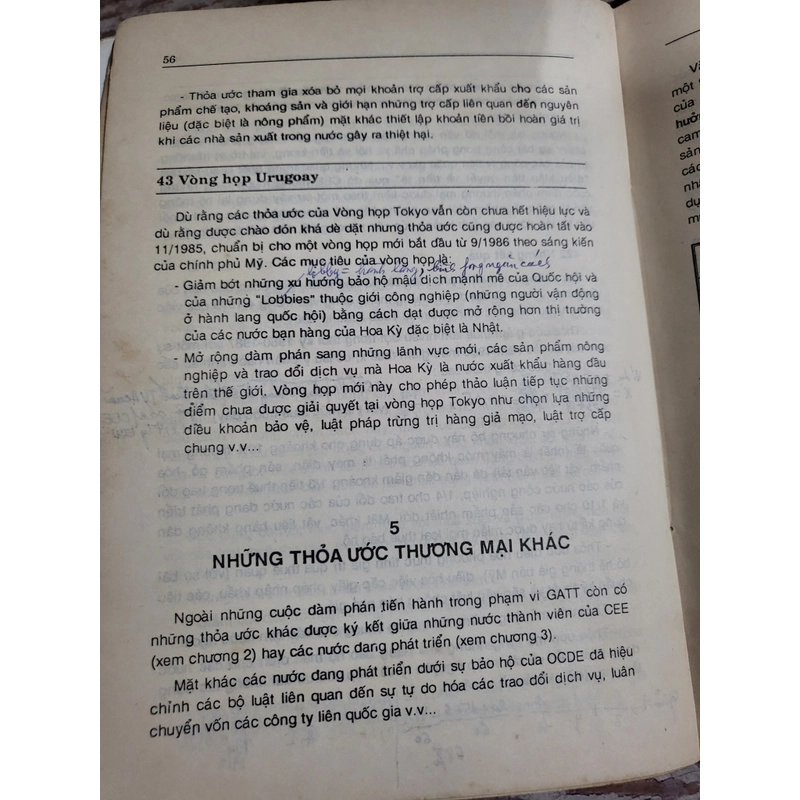 56
- Thỏa ước tham gia xóa bỏ mọi khoản trợ cấp xuất khẩu cho các sản
phẩm chế tạo, khoáng sản và giới hạn những trợ cấp liên quan đến nguyên
liệu (đặc biệt là nông phẩm) mặt khác thiết lập khoản tiền bồi hoàn giá trị
khi các nhà sản xuất trong nước gây ra thiệt hại.
43 Vòng họp Urugoay
Dù rằng các thỏa ước của Vòng họp Tokyo vẫn còn chưa hết hiệu lực và
dù rằng được chào đón khá dè dặt nhưng thỏa ước cũng được hoàn tất vào
11/1985, chuẩn bị cho một vòng mới bắt đầu từ 9/1986 theo sáng kiến
của chính phủ Mỹ. Các mục tiêu của vòng họp là:
lobby = hành lang,
- Giảm bớt những xu hướng bảo hộ mậu dịch mạnh mẽ của Quốc hội và
của những "Lobbies" thuộc giới công nghiệp (những người vận động
ở hành lang quốc hội) bằng cách đạt được mở rộng hơn thị trường
của các nước bạn hàng của Hoa Kỳ đặc biệt là Nhật.
- Mở rộng đàm phán sang những lãnh vực mới, các sản phẩm nông
nghiệp và trao đổi dịch vụ mà Hoa Kỳ là nước xuất khẩu hàng đầu
trên thế giới. Vòng họp mới này cho phép thảo luận tiếp tục những
điểm chưa được giải quyết tại vòng họp Tokyo như chọn lựa những
điều khoản bảo vệ, luật pháp trừng trị hàng giả mạo, luật trợ cấp
chung v.v...
5
NHỮNG THỎA ƯỚC THƯƠNG MẠI KHÁC
Ngoài những cuộc đàm phán tiến hành trong phạm vi GATT còn có
những thỏa ước khác được ký kết giữa những nước thành viên của CEE
(xem chương 2) hay các nước đang phát triển (xem chương 3).
Mặt khác các nước đang phát triển dưới sự bảo hộ của OCDE đã hiệu
chỉnh các bộ luật liên quan đến sự tự do hóa các trao đổi dịch vụ, luân
chuyển vốn các công ty liên quốc gia v.v...
một
của
hướ
cam
sản
các